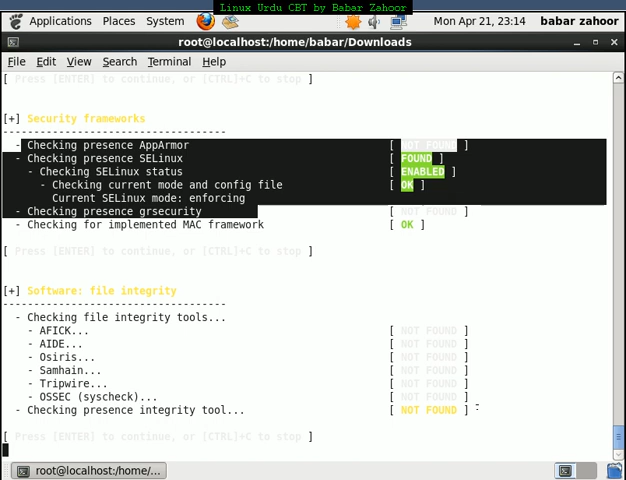 Linux Urdu CBT by Babar Zahoor
Applications Places System Mon Apr 21, 23:14 babar zahoor
root@localhost:/home/babar/Downloads
File Edit View Search Terminal Help
[ Press [ENTER] to continue, or [CTRL]+C to stop ]
[+] Security frameworks
------------------------------------
- Checking presence AppArmor [ NOT FOUND ]
- Checking presence SELinux [ FOUND ]
- Checking SELinux status [ ENABLED ]
- Checking current mode and config file [ OK ]
Current SELinux mode: enforcing
- Checking presence grsecurity [ NOT FOUND ]
- Checking for implemented MAC framework [ OK ]
[ Press [ENTER] to continue, or [CTRL]+C to stop ]
[+] Software: file integrity
------------------------------------
- Checking file integrity tools...
- AFICK... [ NOT FOUND ]
- AIDE... [ NOT FOUND ]
- Osiris... [ NOT FOUND ]
- Samhain... [ NOT FOUND ]
- Tripwire... [ NOT FOUND ]
- OSSEC (syscheck)... [ NOT FOUND ]
- Checking presence integrity tool... [ NOT FOUND ]
[ Press [ENTER] to continue, or [CTRL]+C to stop ]
root@localhost:/home/...